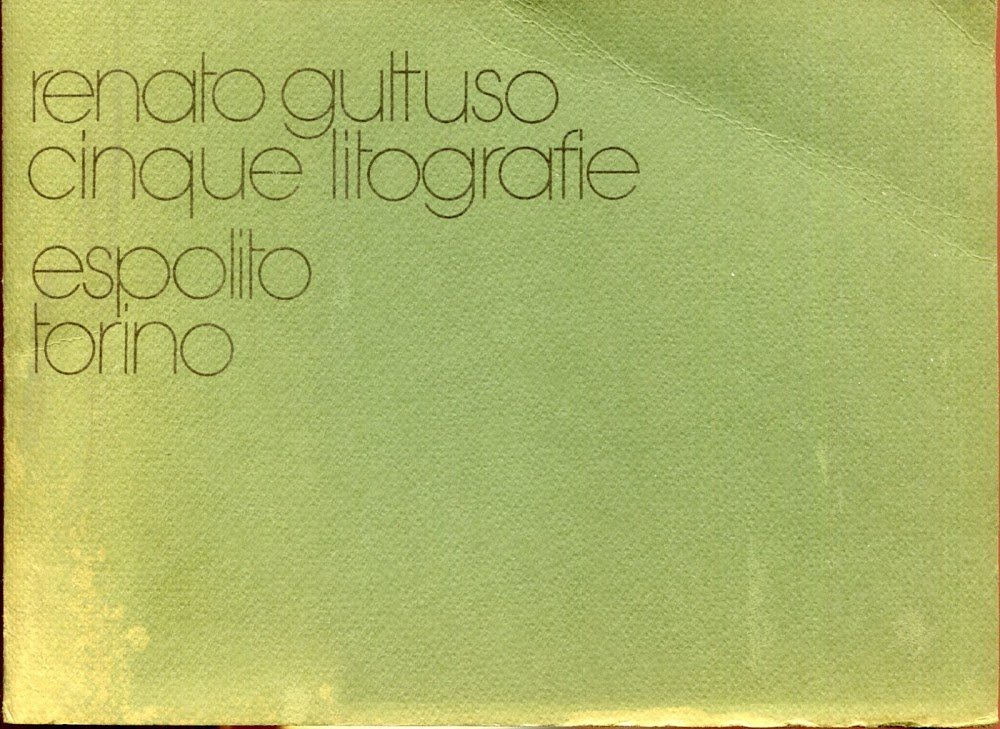 renato guttuso
cinque litografie
espolito
torino